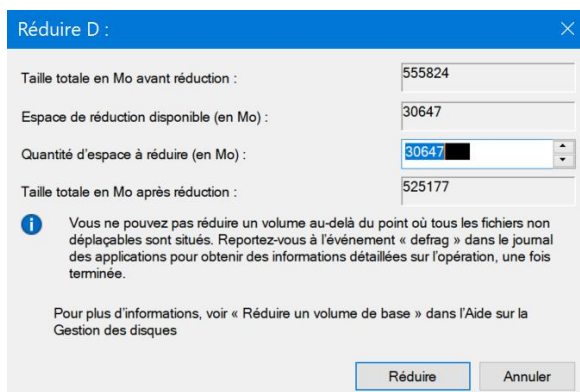 Réduire D :
Taille totale en Mo avant réduction :
555824
Espace de réduction disponible (en Mo) :
30647
Quantité d'espace à réduire (en Mo) :
30647
Taille totale en Mo après réduction :
525177
Vous ne pouvez pas réduire un volume au-delà du point où tous les fichiers non
déplaçables sont situés. Reportez-vous à l'événement « defrag » dans le journal
des applications pour obtenir des informations détaillées sur l'opération, une fois
terminée.
Pour plus d'informations, voir « Réduire un volume de base » dans l'Aide sur la
Gestion des disques
Réduire
Annuler